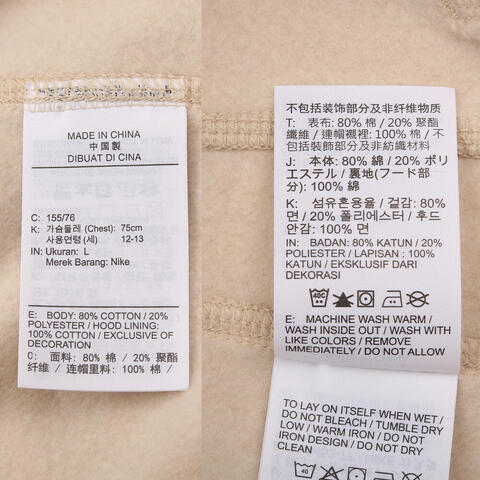 MADE IN CHINA
中国製
DIBUAT DI CINA
C: 155/76
K: 가슴둘레 (Chest): 75cm
사용연령 (세) 12-13
IN: Ukuran: L
Merek Barang: Nike
E: BODY: 80% COTTON / 20%
POLYESTER / HOOD LINING:
100% COTTON / EXCLUSIVE OF
DECORATION
C: 面料: 80% 棉 / 20% 聚酯
纤维 / 连帽里料: 100% 棉 /
不包括装饰部分及非纤维物质
T: 表布: 80% 棉 / 20% 聚酯
纖維 / 連帽襯裡: 100% 棉 / 不
包括裝飾部分及非紡織材料
J: 本体: 80% 綿 / 20% ポリ
エステル / 裏地(フード部
分): 100% 綿
K: 섬유혼용율 / 겉감: 80%
면 / 20% 폴리에스터 / 후드
안감: 100% 면
IN: BADAN: 80% KATUN / 20%
POLIESTER / LAPISAN : 100%
KATUN / EKSKLUSIF DARI
DEKORASI
40C
E: MACHINE WASH WARM /
WASH INSIDE OUT / WASH WITH
LIKE COLORS / REMOVE
IMMEDIATELY / DO NOT ALLOW
TO LAY ON ITSELF WHEN WET /
DO NOT BLEACH / TUMBLE DRY
LOW / WARM IRON / DO NOT
IRON DESIGN / DO NOT DRY
CLEAN
40